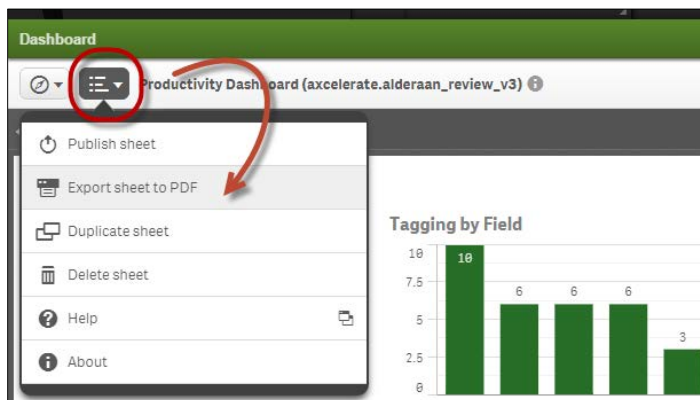 Dashboard
Productivity Dashboard (axcelerate.alderaan_review_v3)
Publish sheet
Export sheet to PDF
Duplicate sheet
Delete sheet
Help
About
Tagging by Field
10
7.5
5
2.5
0
10
6
6
6
3